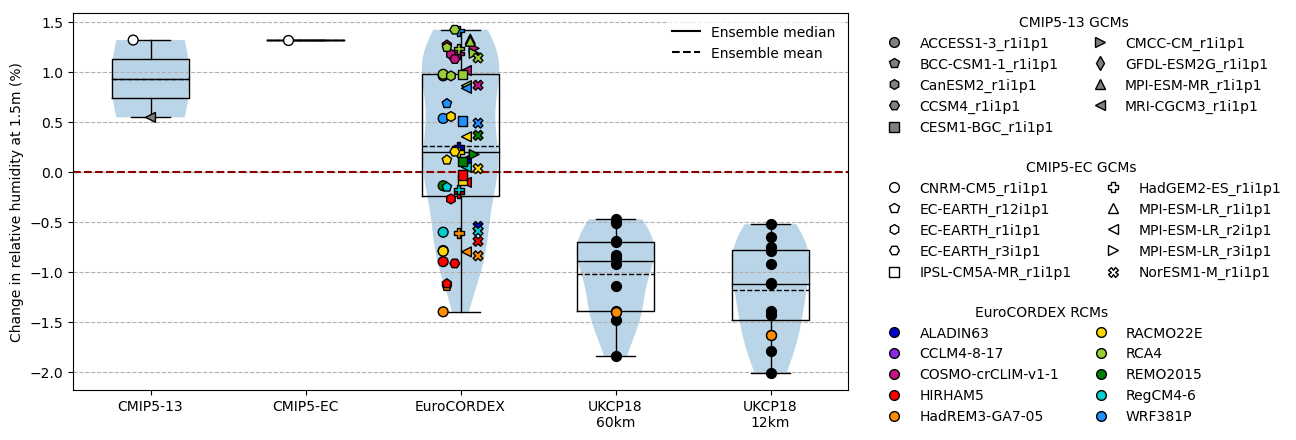 Change in relative humidity at 1.5m (%)
1.5
1.0
0.5
0.0
−0.5
−1.0
−1.5
−2.0
Ensemble median
Ensemble mean
CMIP5-13
CMIP5-EC
EuroCORDEX
UKCP18
60km
UKCP18
12km
CMIP5-13 GCMs
ACCESS1-3_r1i1p1
BCC-CSM1-1_r1i1p1
CanESM2_r1i1p1
CCSM4_r1i1p1
CESM1-BGC_r1i1p1
CMCC-CM_r1i1p1
GFDL-ESM2G_r1i1p1
MPI-ESM-MR_r1i1p1
MRI-CGCM3_r1i1p1
CMIP5-EC GCMs
CNRM-CM5_r1i1p1
EC-EARTH_r12i1p1
EC-EARTH_r1i1p1
EC-EARTH_r3i1p1
IPSL-CM5A-MR_r1i1p1
HadGEM2-ES_r1i1p1
MPI-ESM-LR_r1i1p1
MPI-ESM-LR_r2i1p1
MPI-ESM-LR_r3i1p1
NorESM1-M_r1i1p1
EuroCORDEX RCMs
ALADIN63
CCLM4-8-17
COSMO-crCLIM-v1-1
HIRHAM5
HadREM3-GA7-05
RACMO22E
RCA4
REMO2015
RegCM4-6
WRF381P